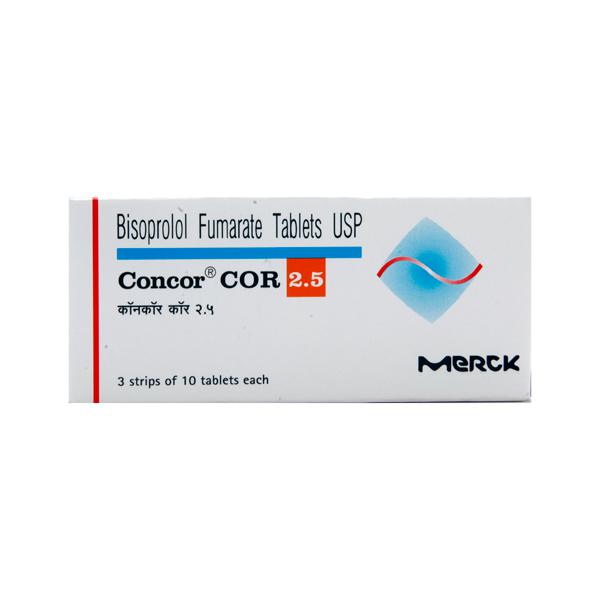 Bisoprolol Fumarate Tablets USP
Concor® COR 2.5
कॉनकॉर कॉर २.५
3 strips of 10 tablets each
MERCK